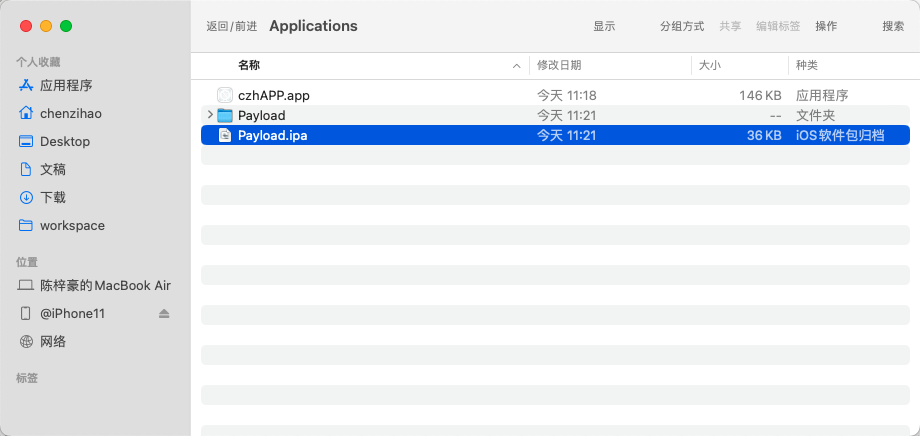 返回/前进 Applications 显示 分组方式 共享 编辑标签 操作 搜索
个人收藏
应用程序
chenzihao
Desktop
文稿
下载
workspace
位置
陈梓豪的MacBook Air
@iPhone11
网络
标签
名称 修改日期 大小 种类
czhAPP.app 今天 11:18 146 KB 应用程序
Payload 今天 11:21 -- 文件夹
Payload.ipa 今天 11:21 36 KB iOS软件包归档